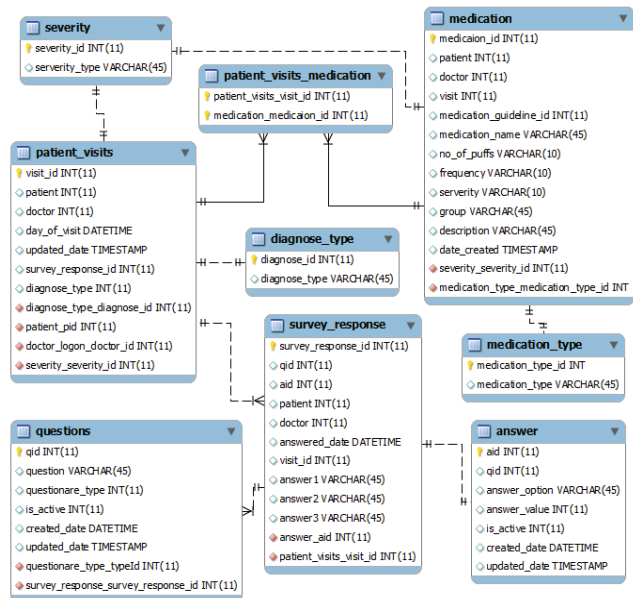 severity
severity_id INT(11)
serverity_type VARCHAR(45)
patient_visits_medication
patient_visits_visit_id INT(11)
medication_medicaion_id INT(11)
medication
medicaion_id INT(11)
patient INT(11)
doctor INT(11)
visit INT(11)
medication_guideline_id INT(11)
medication_name VARCHAR(45)
no_of_puffs VARCHAR(10)
frequency VARCHAR(10)
serverity VARCHAR(10)
group VARCHAR(45)
description VARCHAR(45)
date_created TIMESTAMP
severity_severity_id INT(11)
medication_type_medication_type_id INT
patient_visits
visit_id INT(11)
patient INT(11)
doctor INT(11)
day_of_visit DATETIME
updated_date TIMESTAMP
survey_response_id INT(11)
diagnose_type INT(11)
diagnose_type_diagnose_id INT(11)
patient_pid INT(11)
doctor_logon_doctor_id INT(11)
severity_severity_id INT(11)
diagnose_type
diagnose_id INT(11)
diagnose_type VARCHAR(45)
survey_response
survey_response_id INT(11)
qid INT(11)
aid INT(11)
patient INT(11)
doctor INT(11)
answered_date DATETIME
visit_id INT(11)
answer1 VARCHAR(45)
answer2 VARCHAR(45)
answer3 VARCHAR(45)
answer_aid INT(11)
patient_visits_visit_id INT(11)
medication_type
medication_type_id INT
medication_type VARCHAR(45)
questions
qid INT(11)
question VARCHAR(45)
questionare_type INT(11)
is_active INT(11)
created_date DATETIME
updated_date TIMESTAMP
questionare_type_typeId INT(11)
survey_response_survey_response_id INT(11)
answer
aid INT(11)
qid INT(11)
answer_option VARCHAR(45)
answer_value INT(11)
is_active INT(11)
created_date DATETIME
updated_date TIMESTAMP